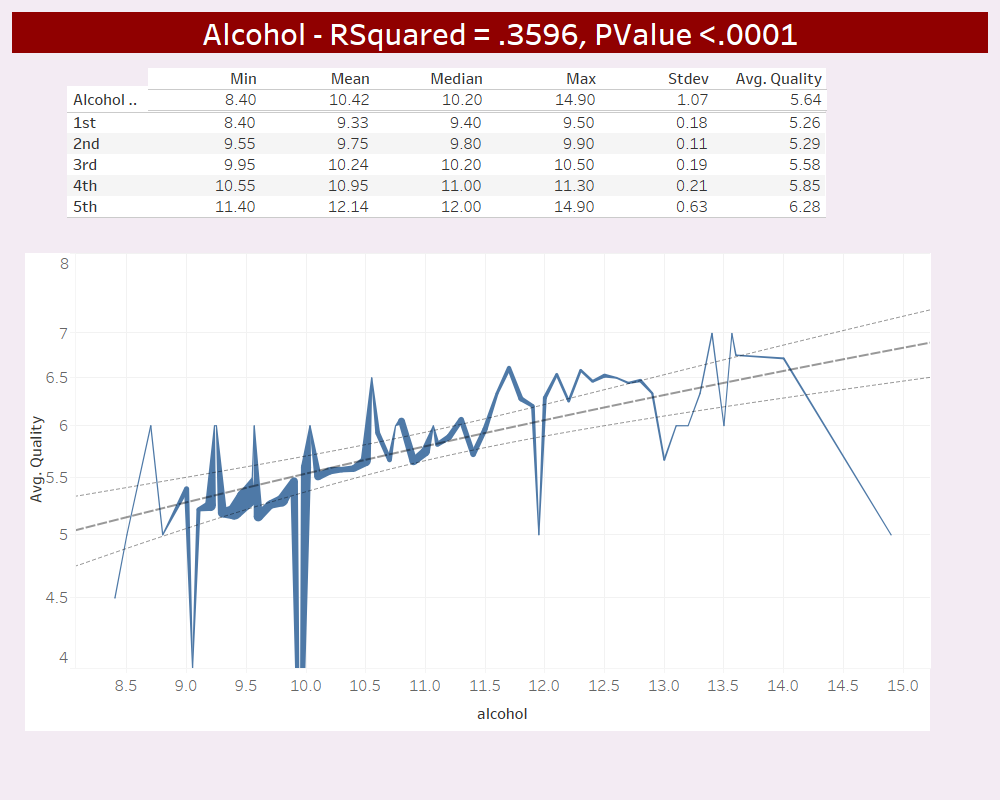 Alcohol - RSquared = .3596, PValue <.0001
Min Mean Median Max Stdev Avg. Quality
Alcohol .. 8.40 10.42 10.20 14.90 1.07 5.64
1st 8.40 9.33 9.40 9.50 0.18 5.26
2nd 9.55 9.75 9.80 9.90 0.11 5.29
3rd 9.95 10.24 10.20 10.50 0.19 5.58
4th 10.55 10.95 11.00 11.30 0.21 5.85
5th 11.40 12.14 12.00 14.90 0.63 6.28
8
7
6.5
6
5.5
5
4.5
4
Avg. Quality
8.5 9.0 9.5 10.0 10.5 11.0 11.5 12.0 12.5 13.0 13.5 14.0 14.5 15.0
alcohol